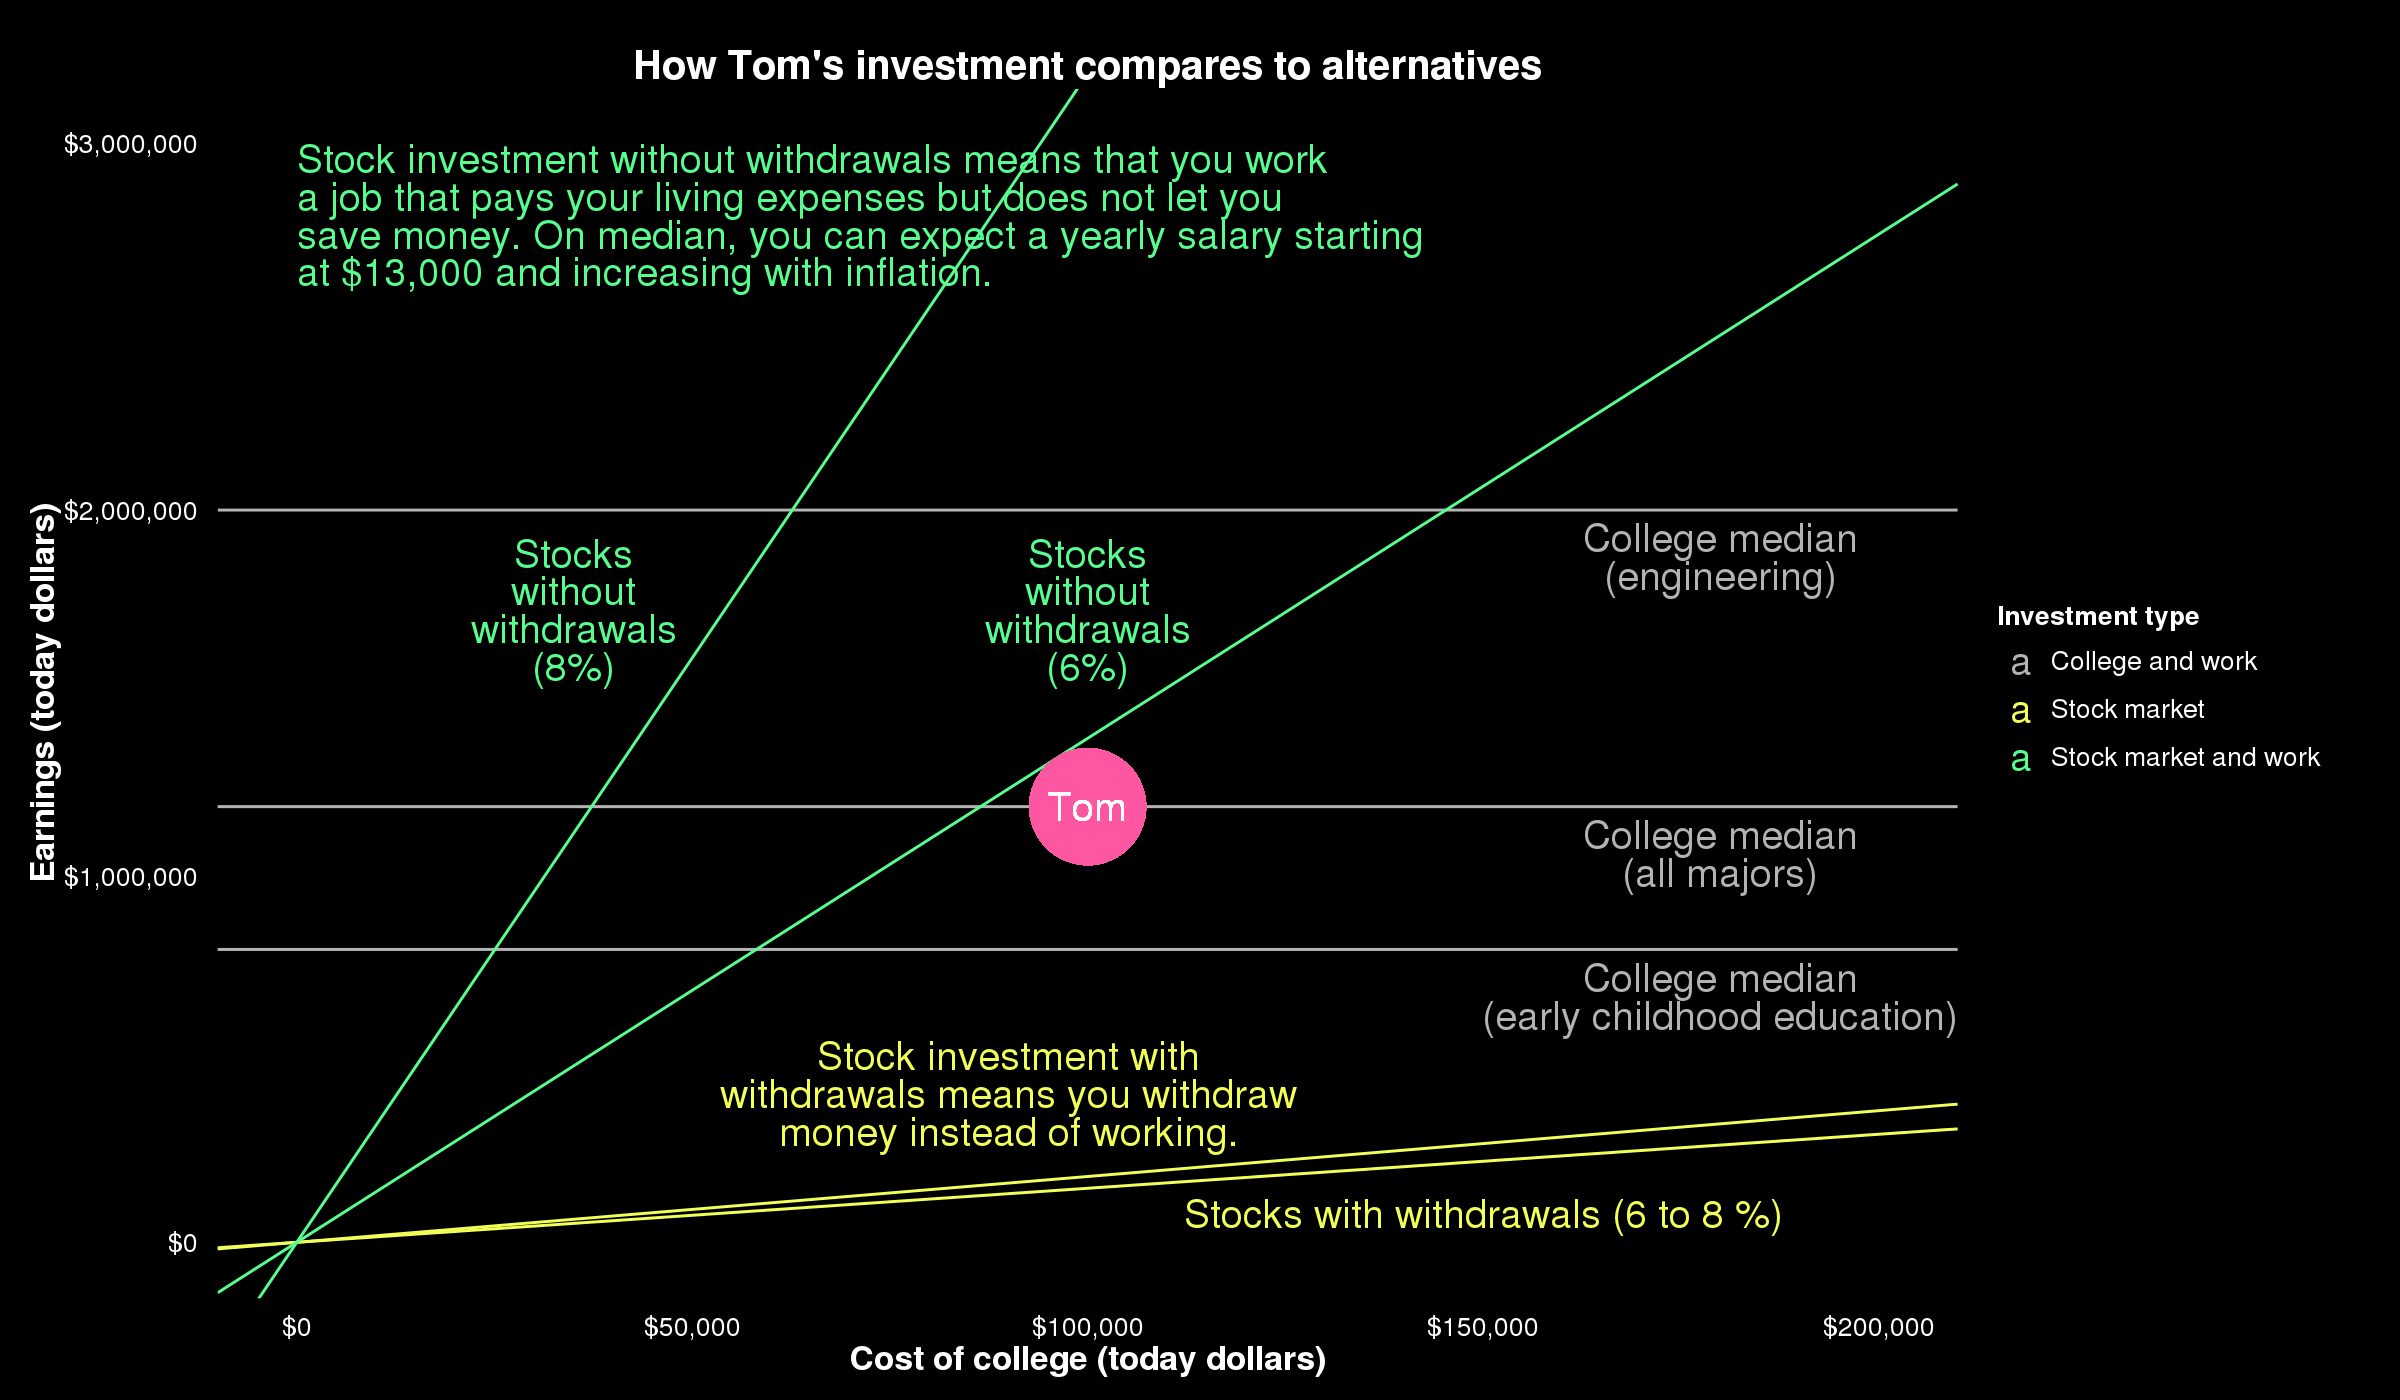 How Tom's investment compares to alternatives
$3,000,000
Stock investment without withdrawals means that you work
a job that pays your living expenses but does not let you
save money. On median, you can expect a yearly salary starting
at $13,000 and increasing with inflation.
Earnings (today dollars)
$2,000,000
Stocks
without
withdrawals
(8%)
Stocks
without
withdrawals
(6%)
College median
(engineering)
Investment type
a College and work
a Stock market
a Stock market and work
Tom
College median
(all majors)
$1,000,000
College median
(early childhood education)
Stock investment with
withdrawals means you withdraw
money instead of working.
Stocks with withdrawals (6 to 8 %)
$0
$0
$50,000
$100,000
$150,000
$200,000
Cost of college (today dollars)